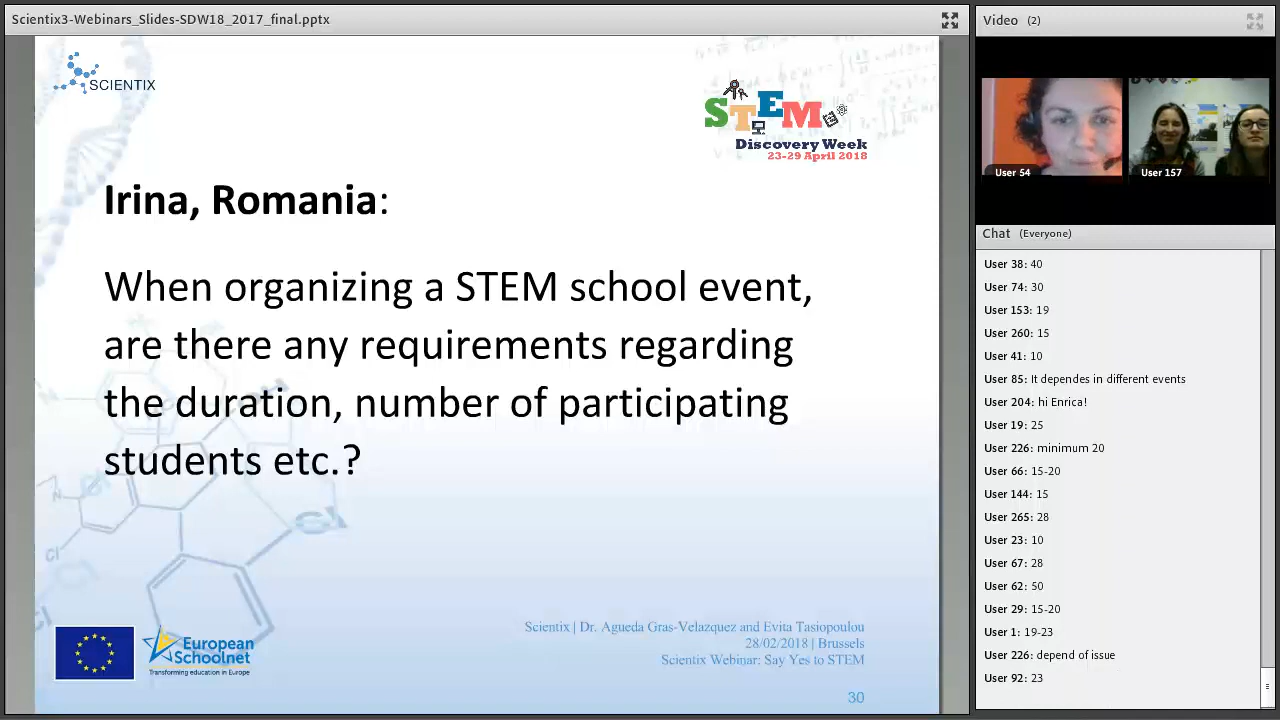 Scientix3-Webinars_Slides-SDW18_2017_final.pptx
SCIENTIX
STEM
Discovery Week
23-29 April 2018
Irina, Romania:
When organizing a STEM school event,
are there any requirements regarding
the duration, number of participating
students etc.?
Cl
European
Schoolnet
Transforming education in Europe
Scientix | Dr. Agueda Gras-Velazquez and Evita Tasiopoulou
28/02/2018 | Brussels
Scientix Webinar: Say Yes to STEM
30
Video (2)
User 54
User 157
Chat (Everyone)
User 38: 40
User 74: 30
User 153: 19
User 260: 15
User 41: 10
User 85: It dependes in different events
User 204: hi Enrica!
User 19: 25
User 226: minimum 20
User 66: 15-20
User 144: 15
User 265: 28
User 23: 10
User 67: 28
User 62: 50
User 29: 15-20
User 1: 19-23
User 226: depend of issue
User 92: 23